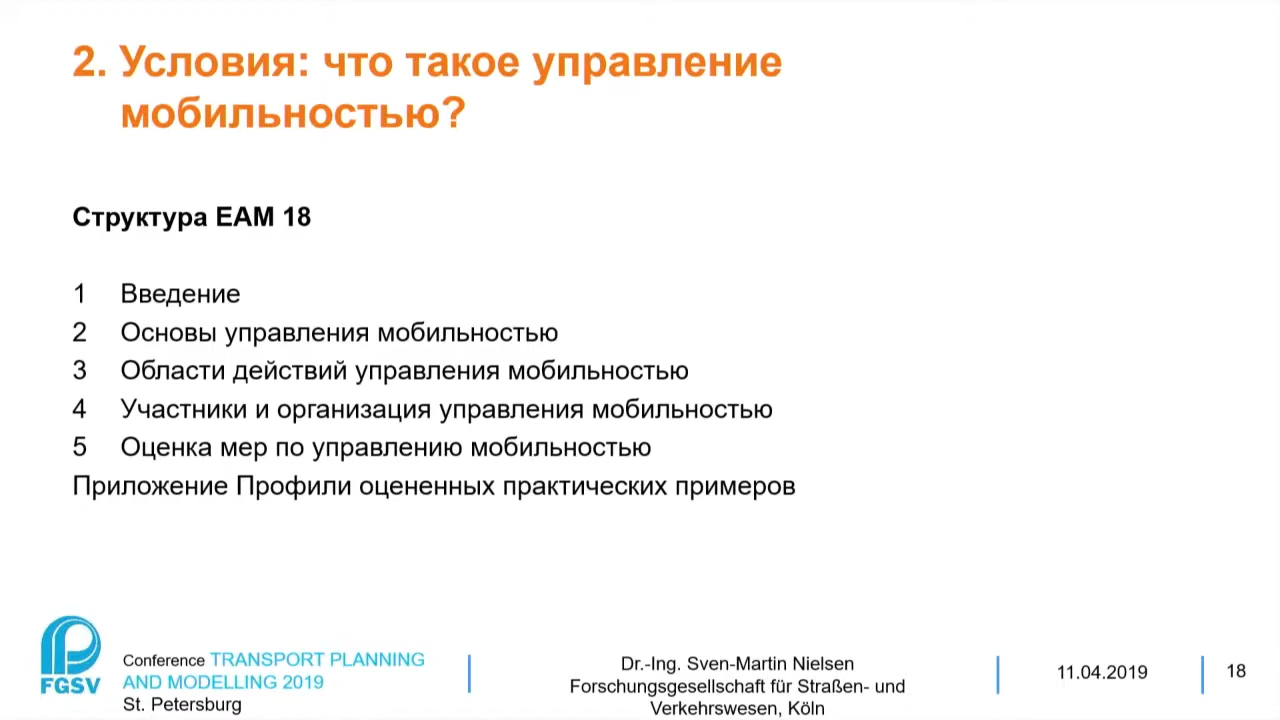 2. Условия: что такое управление
мобильностью?
Структура ЕАМ 18
1 Введение
2 Основы управления мобильностью
3 Области действий управления мобильностью
4 Участники и организация управления мобильностью
5 Оценка мер по управлению мобильностью
Приложение Профили оцененных практических примеров
FGSV
Conference TRANSPORT PLANNING
AND MODELLING 2019
St. Petersburg
Dr.-Ing. Sven-Martin Nielsen
Forschungsgesellschaft für Straßen- und
Verkehrswesen, Köln
11.04.2019
18